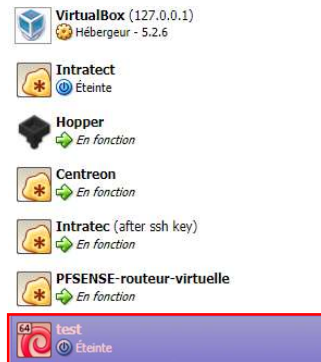 VirtualBox (127.0.0.1)
Hébergeur - 5.2.6
Intratect
Éteinte
Hopper
En fonction
Centreon
En fonction
Intratec (after ssh key)
En fonction
PFSENSE-routeur-virtuelle
En fonction
64 test
Éteinte